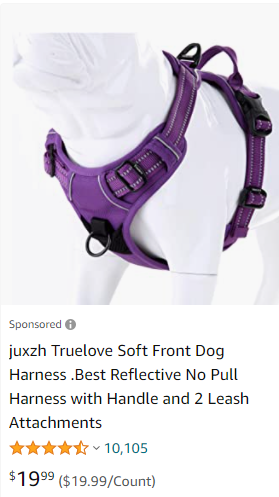 Sponsored
juxzh Truelove Soft Front Dog
Harness .Best Reflective No Pull
Harness with Handle and 2 Leash
Attachments
10,105
$19.99 ($19.99/Count)